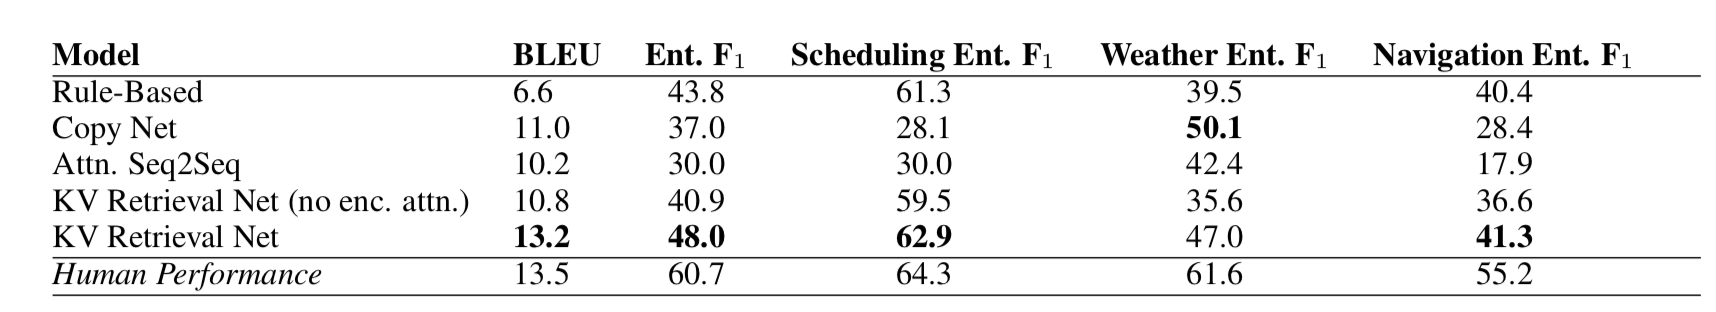 Model BLEU Ent. F1 Scheduling Ent. F1 Weather Ent. F1 Navigation Ent. F1
Rule-Based 6.6 43.8 61.3 39.5 40.4
Copy Net 11.0 37.0 28.1 50.1 28.4
Attn. Seq2Seq 10.2 30.0 30.0 42.4 17.9
KV Retrieval Net (no enc. attn.) 10.8 40.9 59.5 35.6 36.6
KV Retrieval Net 13.2 48.0 62.9 47.0 41.3
Human Performance 13.5 60.7 64.3 61.6 55.2